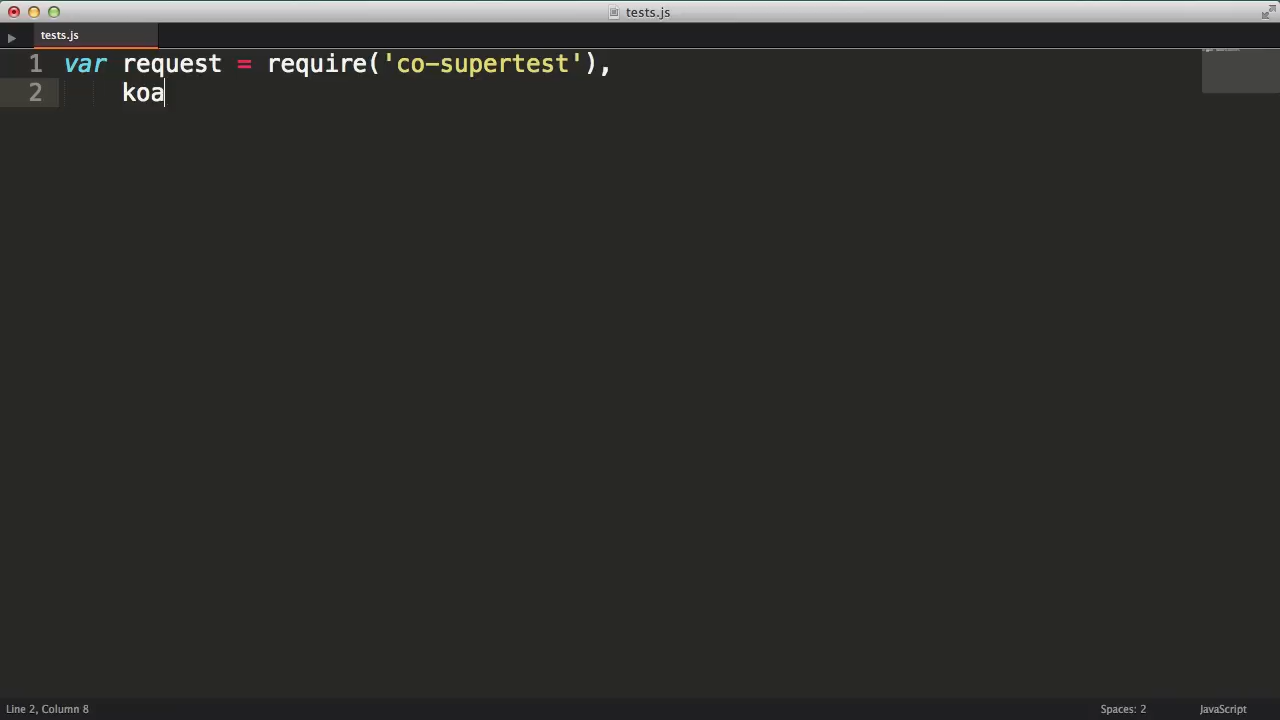 tests.js
tests.js
1 var request = require('co-supertest'),
2 koa
Line 2, Column 8
Spaces: 2
JavaScript